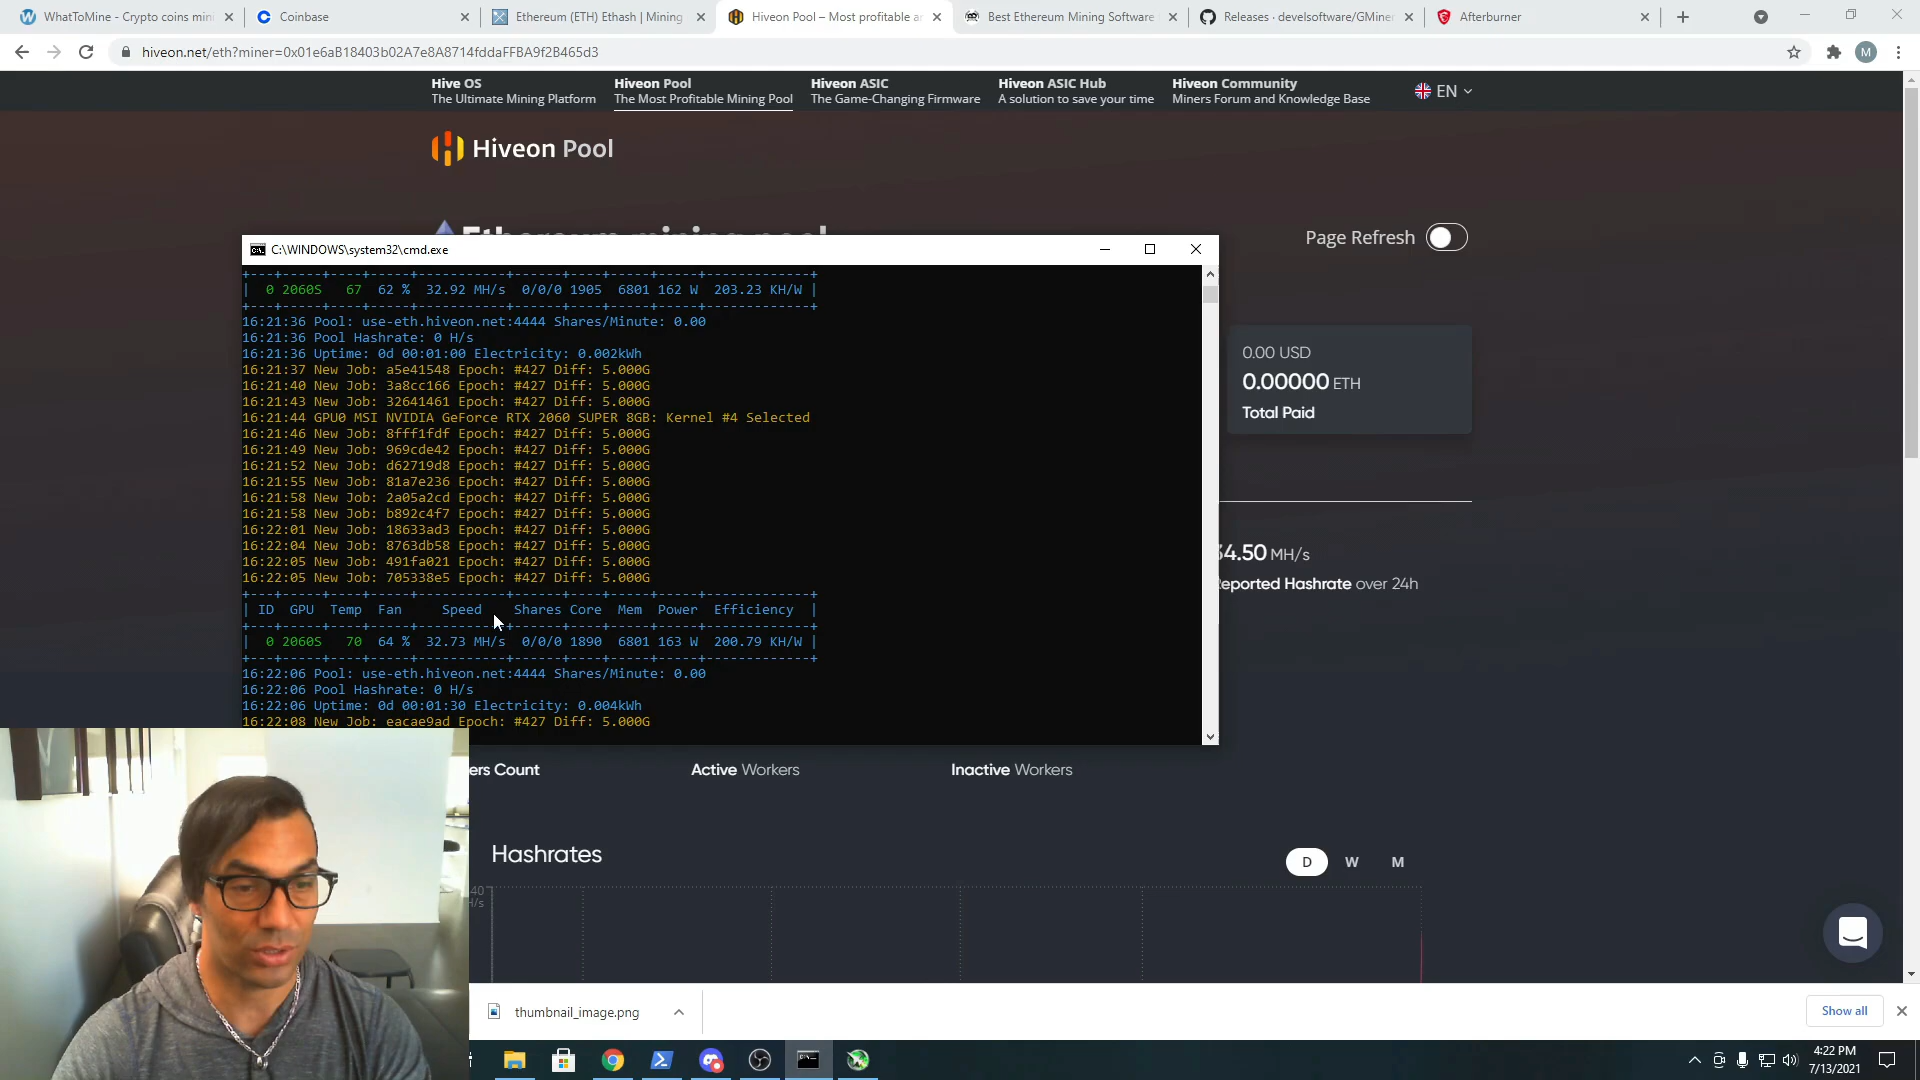 WhatToMine - Crypto coins min
Coinbase
Ethereum (ETH) Ethash | Mining
Hiveon Pool – Most profitable a
Best Ethereum Mining Software
Releases · develsoftware/GMiner
Afterburner
hiveon.net/eth?miner=0x01e6aB18403b02A7e8A8714fddaFFBA9f2B465d3
M
Hive OS
The Ultimate Mining Platform
Hiveon Pool
The Most Profitable Mining Pool
Hiveon ASIC
The Game-Changing Firmware
Hiveon ASIC Hub
A solution to save your time
Hiveon Community
Miners Forum and Knowledge Base
EN
Hiveon Pool
Ethereum mining pool
Page Refresh
C:\WINDOWS\system32\cmd.exe
| 0 2060S 67 62 % 32.92 MH/s 0/0/0 1905 6801 162 W 203.23 KH/W |
16:21:36 Pool: use-eth.hiveon.net:4444 Shares/Minute: 0.00
16:21:36 Pool Hashrate: 0 H/s
16:21:36 Uptime: 0d 00:01:00 Electricity: 0.002kWh
16:21:37 New Job: a5e41548 Epoch: #427 Diff: 5.000G
16:21:40 New Job: 3a8cc166 Epoch: #427 Diff: 5.000G
16:21:43 New Job: 32641461 Epoch: #427 Diff: 5.000G
16:21:44 GPU0 MSI NVIDIA GeForce RTX 2060 SUPER 8GB: Kernel #4 Selected
16:21:46 New Job: 8fff1fdf Epoch: #427 Diff: 5.000G
16:21:49 New Job: 969cde42 Epoch: #427 Diff: 5.000G
16:21:52 New Job: d62719d8 Epoch: #427 Diff: 5.000G
16:21:55 New Job: 81a7e236 Epoch: #427 Diff: 5.000G
16:21:58 New Job: 2a05a2cd Epoch: #427 Diff: 5.000G
16:21:58 New Job: b892c4f7 Epoch: #427 Diff: 5.000G
16:22:01 New Job: 18633ad3 Epoch: #427 Diff: 5.000G
16:22:04 New Job: 8763db58 Epoch: #427 Diff: 5.000G
16:22:05 New Job: 491fa021 Epoch: #427 Diff: 5.000G
16:22:05 New Job: 705338e5 Epoch: #427 Diff: 5.000G
| ID GPU Temp Fan Speed Shares Core Mem Power Efficiency |
| 0 2060S 70 64 % 32.73 MH/s 0/0/0 1890 6801 163 W 200.79 KH/W |
16:22:06 Pool: use-eth.hiveon.net:4444 Shares/Minute: 0.00
16:22:06 Pool Hashrate: 0 H/s
16:22:06 Uptime: 0d 00:01:30 Electricity: 0.004kWh
16:22:08 New Job: eacae9ad Epoch: #427 Diff: 5.000G
0.00 USD
0.00000 ETH
Total Paid
34.50 MH/s
Reported Hashrate over 24h
ers Count
Active Workers
Inactive Workers
Hashrates
D W M
40
H/s
thumbnail_image.png
Show all
4:22 PM
7/13/2021